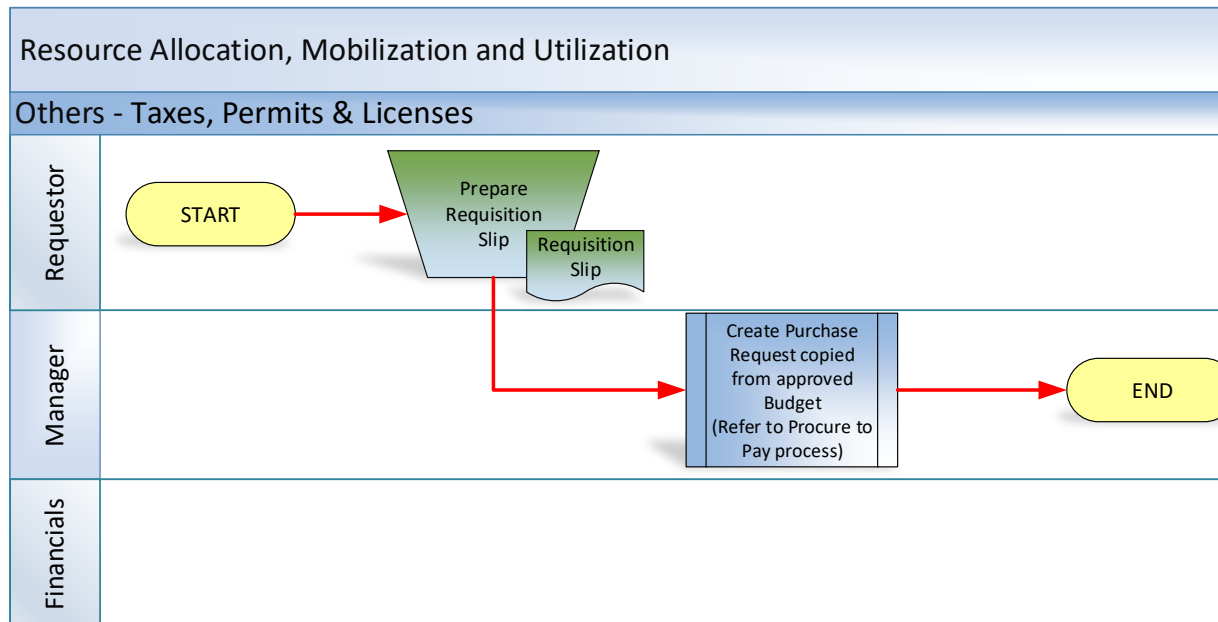 Resource Allocation, Mobilization and Utilization
Others - Taxes, Permits & Licenses
Requestor
START
Prepare
Requisition
Slip
Requisition
Slip
Manager
Create Purchase
Request copied
from approved
Budget
(Refer to Procure to
Pay process)
END
Financials